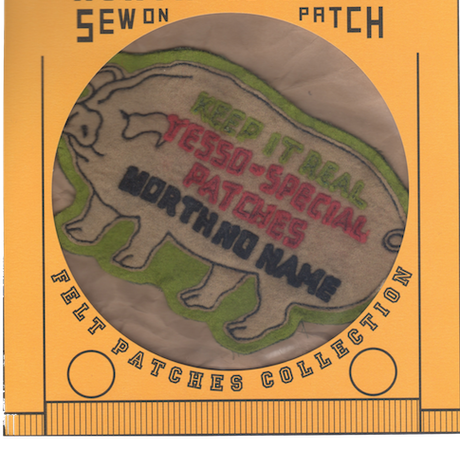 SEW ON PATCH
KEEP IT REAL
TESSO-SPECIAL
PATCHES
NORTH NO NAME
FELT PATCHES COLLECTION